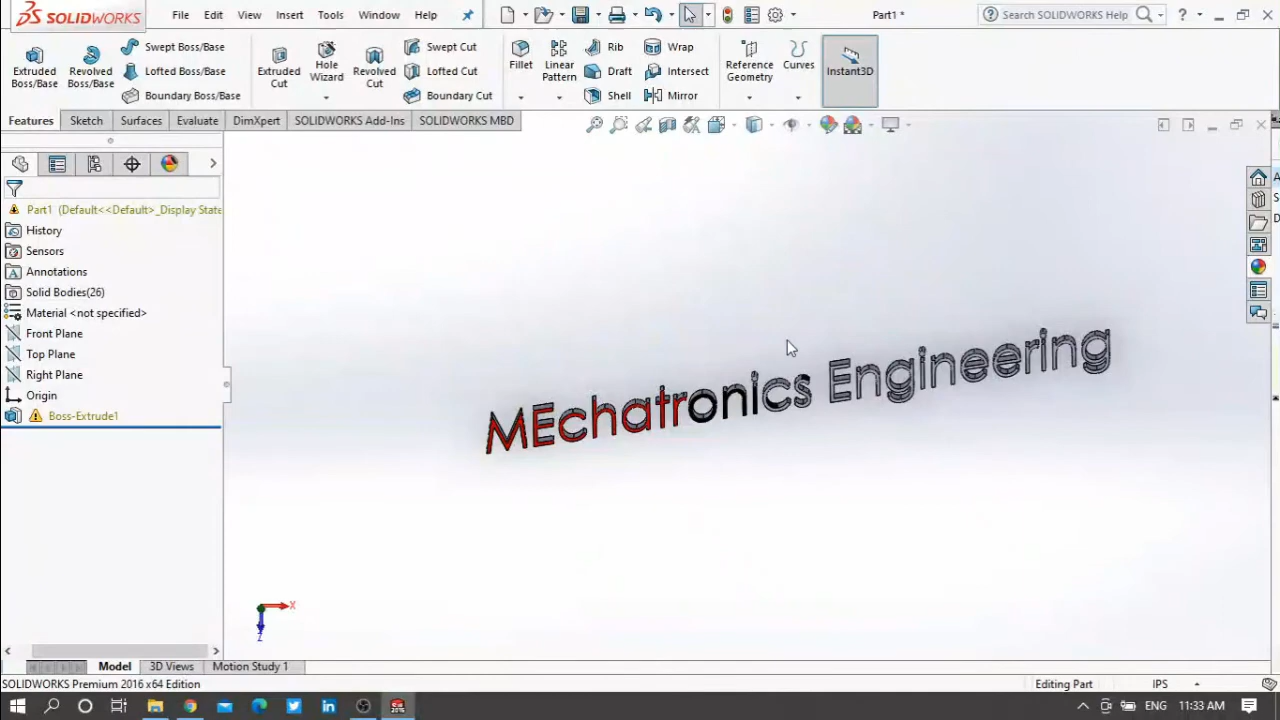 SOLIDWORKS File Edit View Insert Tools Window Help Part1 * Search SOLIDWORKS Help ?
Extruded Boss/Base Revolved Boss/Base Swept Boss/Base Lofted Boss/Base Boundary Boss/Base Extruded Cut Hole Wizard Revolved Cut Swept Cut Lofted Cut Boundary Cut Fillet Linear Pattern Rib Draft Shell Wrap Intersect Mirror Reference Geometry Curves Instant3D
Features Sketch Surfaces Evaluate DimXpert SOLIDWORKS Add-Ins SOLIDWORKS MBD
Part1 (Default<<Default>_Display State
History
Sensors
Annotations
Solid Bodies(26)
Material <not specified>
Front Plane
Top Plane
Right Plane
Origin
Boss-Extrude1
MEchatronics Engineering
X
Z
Model 3D Views Motion Study 1
SOLIDWORKS Premium 2016 x64 Edition Editing Part IPS
ENG 11:33 AM